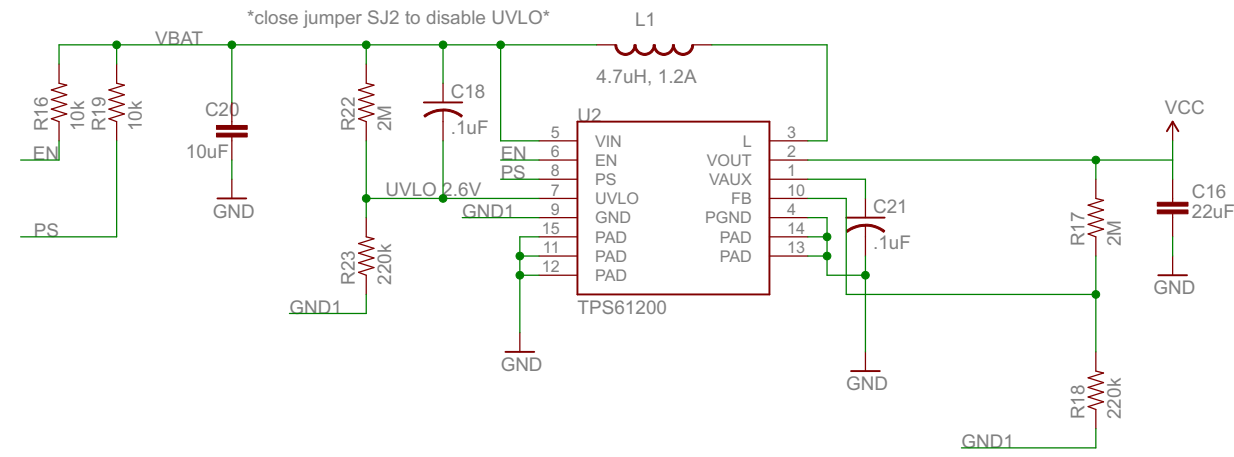 *close jumper SJ2 to disable UVLO*
L1
VBAT
4.7uH, 1.2A
R16
10k
R19
10k
C20
10uF
R22
2M
C18
.1uF
U2
VCC
EN
PS
GND
5
VIN
L
3
EN
6
EN
VOUT
2
PS
8
PS
VAUX
1
UVLO 2.6V
7
UVLO
FB
10
GND1
9
GND
PGND
4
15
PAD
PAD
14
11
PAD
PAD
13
12
PAD
TPS61200
C21
.1uF
R17
2M
C16
22uF
GND
R23
220k
GND1
GND
GND
R18
220k
GND1